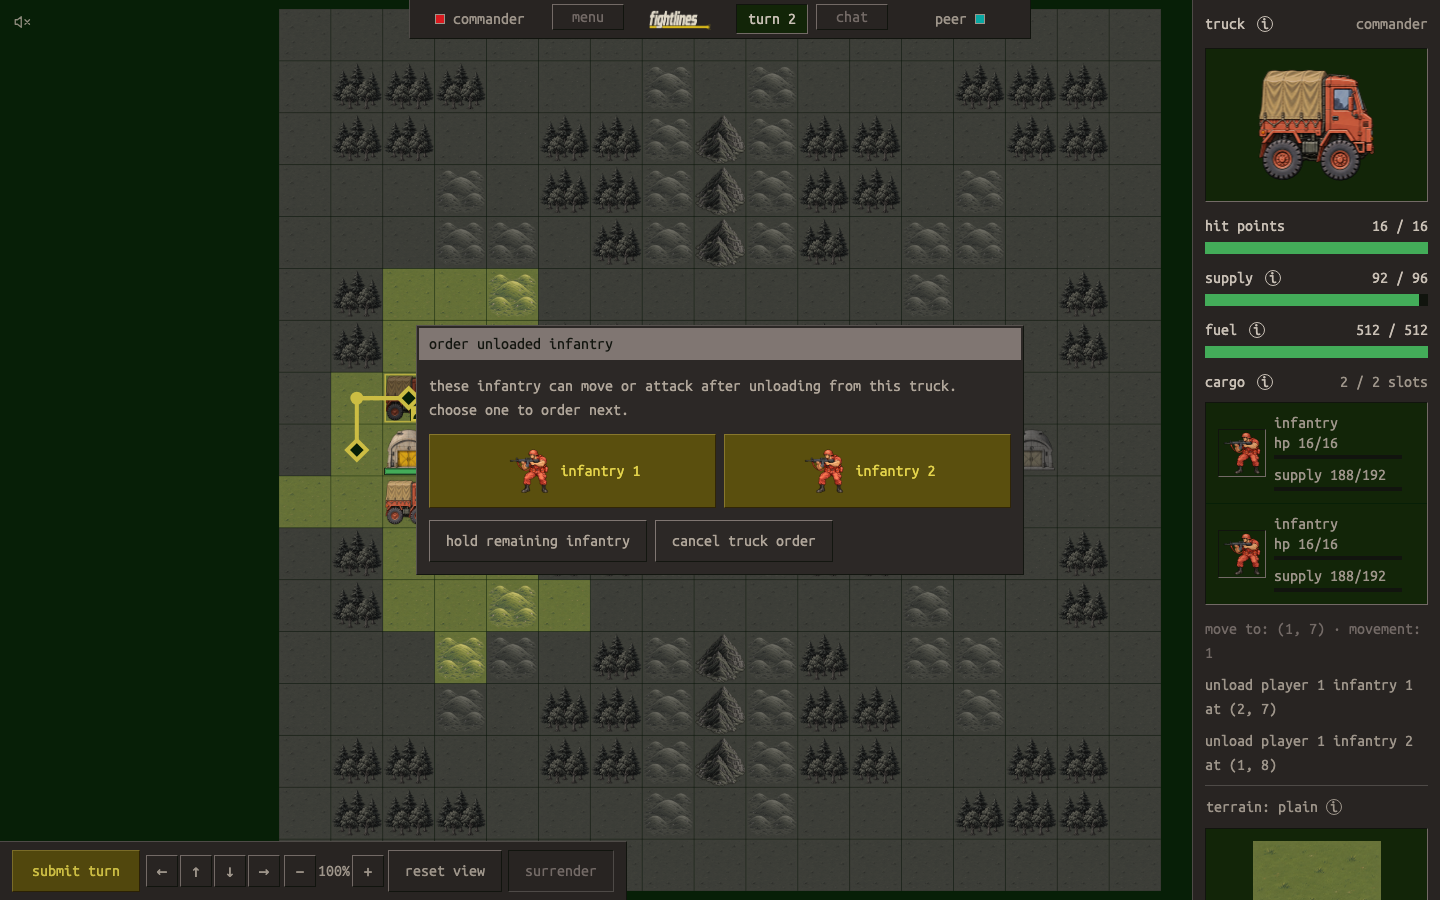 commander
menu
fightlines
turn 2
chat
peer
truck i
commander
hit points 16 / 16
supply i 92 / 96
fuel i 512 / 512
cargo i 2 / 2 slots
infantry
hp 16/16
supply 188/192
infantry
hp 16/16
supply 188/192
move to: (1, 7) · movement:
1
unload player 1 infantry 1
at (2, 7)
unload player 1 infantry 2
at (1, 8)
terrain: plain i
order unloaded infantry
these infantry can move or attack after unloading from this truck.
choose one to order next.
infantry 1
infantry 2
hold remaining infantry
cancel truck order
submit turn
← ↑ ↓ → − 100% +
reset view
surrender